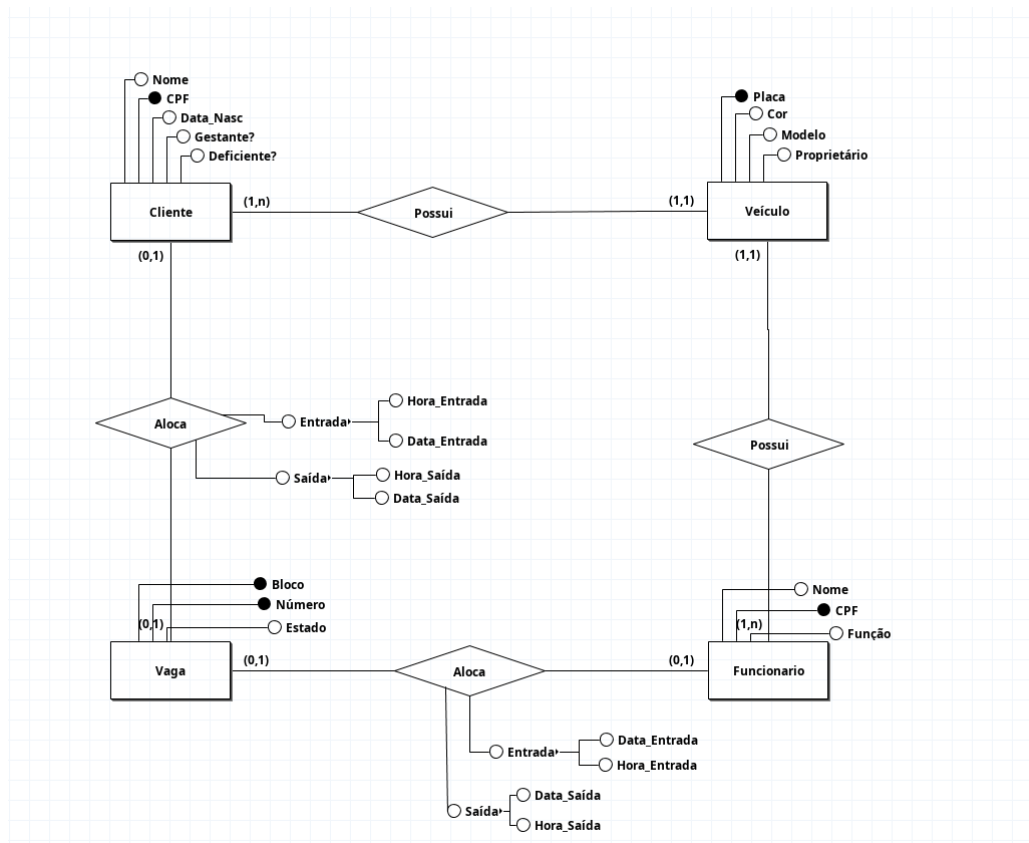 Nome
CPF
Data_Nasc
Gestante?
Deficiente?
Placa
Cor
Modelo
Proprietário
Cliente
(1,n)
Possui
(1,1)
Veículo
(0,1)
(1,1)
Aloca
Entrada
Hora_Entrada
Data_Entrada
Saída
Hora_Saída
Data_Saída
Possui
Bloco
Número
Estado
(0,1)
Nome
CPF
(1,n)
Função
Vaga
(0,1)
Aloca
(0,1)
Funcionario
Entrada
Data_Entrada
Hora_Entrada
Saída
Data_Saída
Hora_Saída